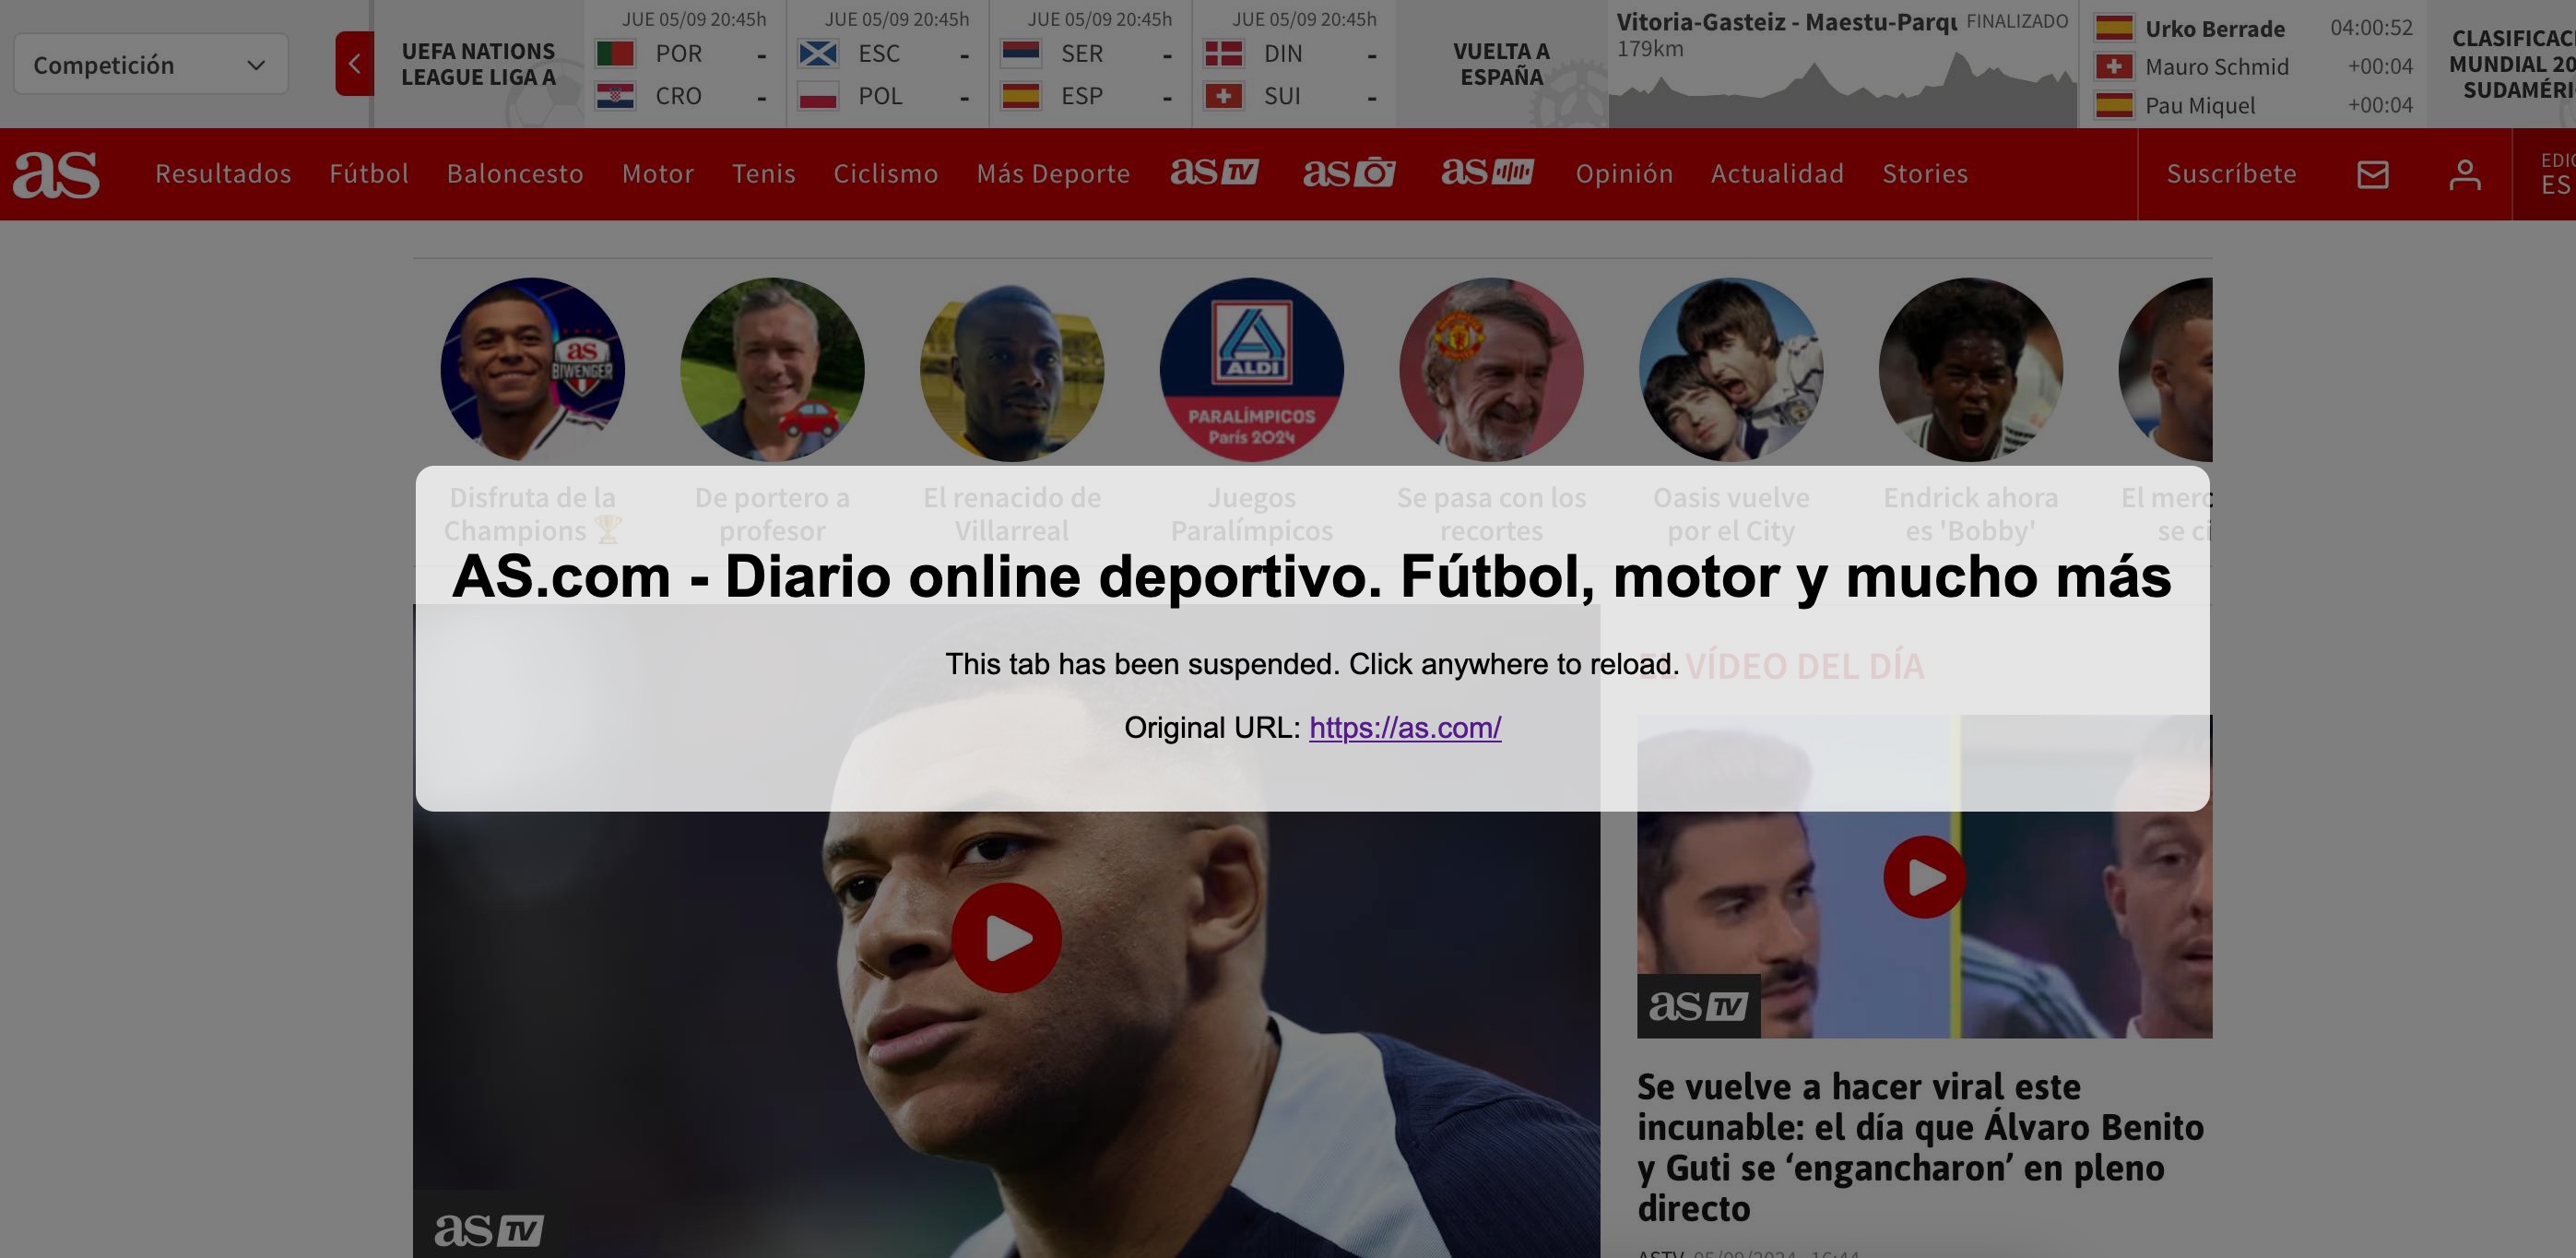 Competición
UEFA NATIONS
LEAGUE LIGA A
JUE 05/09 20:45h
POR -
CRO -
JUE 05/09 20:45h
ESC -
POL -
JUE 05/09 20:45h
SER -
ESP -
JUE 05/09 20:45h
DIN -
SUI -
VUELTA A
ESPAÑA
Vitoria-Gasteiz - Maestu-Parqu FINALIZADO
179km
Urko Berrade 04:00:52
Mauro Schmid +00:04
Pau Miquel +00:04
CLASIFICAC
MUNDIAL 20
SUDAMÉRI
as Resultados Fútbol Baloncesto Motor Tenis Ciclismo Más Deporte as TV as as Opinión Actualidad Stories Suscríbete
EDIC
ES
as
BIWENGER
ALDI
PARALÍMPICOS
París 2024
Disfruta de la
Champions
De portero a
profesor
El renacido de
Villarreal
Juegos
Paralímpicos
Se pasa con los
recortes
Oasis vuelve
por el City
Endrick ahora
es 'Bobby'
El merc
se ci
AS.com - Diario online deportivo. Fútbol, motor y mucho más
This tab has been suspended. Click anywhere to reload.
Original URL: https://as.com/
EL VÍDEO DEL DÍA
as TV
as TV
Se vuelve a hacer viral este
incunable: el día que Álvaro Benito
y Guti se ‘engancharon’ en pleno
directo
ASTV 05/09/2024 - 16:44